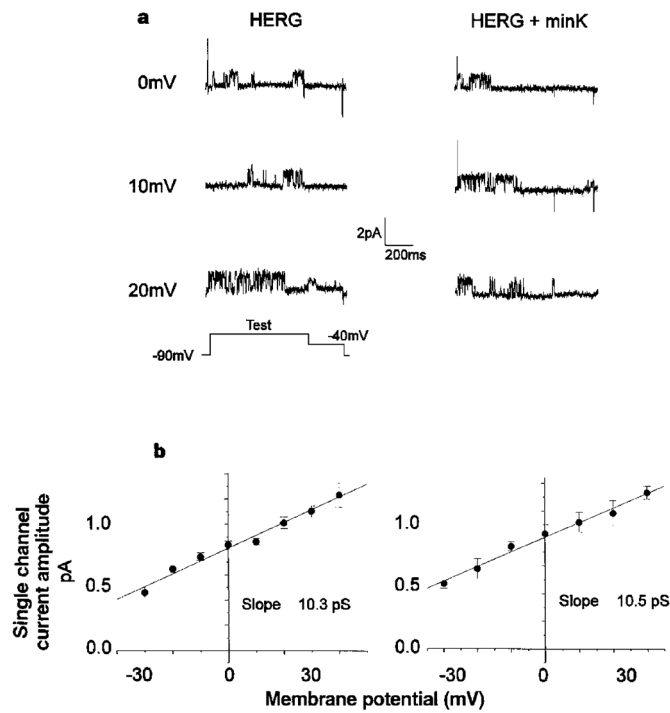 a
HERG
HERG + minK
0mV
10mV
2pA
200ms
20mV
Test
-40mV
-90mV
b
Single channel
current amplitude
pA
1.0
0.5
0.0
Slope 10.3 pS
-30
0
30
1.0
0.5
0.0
Slope 10.5 pS
-30
0
30
Membrane potential (mV)